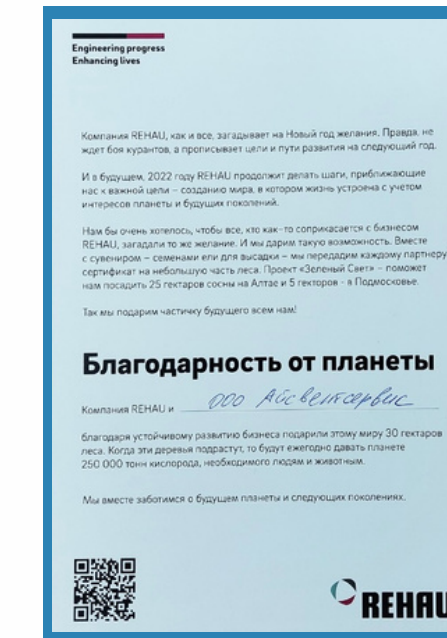 Engineering progress
Enhancing lives
Компания REHAU, как и все, загадывает на Новый год желания. Правда, не
ждет боя курантов, а прописывает цели и пути развития на следующий год.
И в будущем, 2022 году REHAU продолжит делать шаги, приближающие
нас к важной цели – созданию мира, в котором жизнь устроена с учетом
интересов планеты и будущих поколений.
Нам бы очень хотелось, чтобы все, кто как-то соприкасается с бизнесом
REHAU, загадали то же желание. И мы дарим такую возможность. Вместе
с сувениром – семенами ели для высадки – мы передадим каждому партнеру
сертификат на небольшую часть леса. Проект «Зеленый Свет» – поможет
нам посадить 25 гектаров сосны на Алтае и 5 гекторов - в Подмосковье.
Так мы подарим частичку будущего всем нам!
Благодарность от планеты
Компания REHAU и ООО Айсвентсервис
благодаря устойчивому развитию бизнеса подарили этому миру 30 гектаров
леса. Когда эти деревья подрастут, то будут ежегодно давать планете
250 000 тонн кислорода, необходимого людям и животным.
Мы вместе заботимся о будущем планеты и следующих поколениях.
REHAU